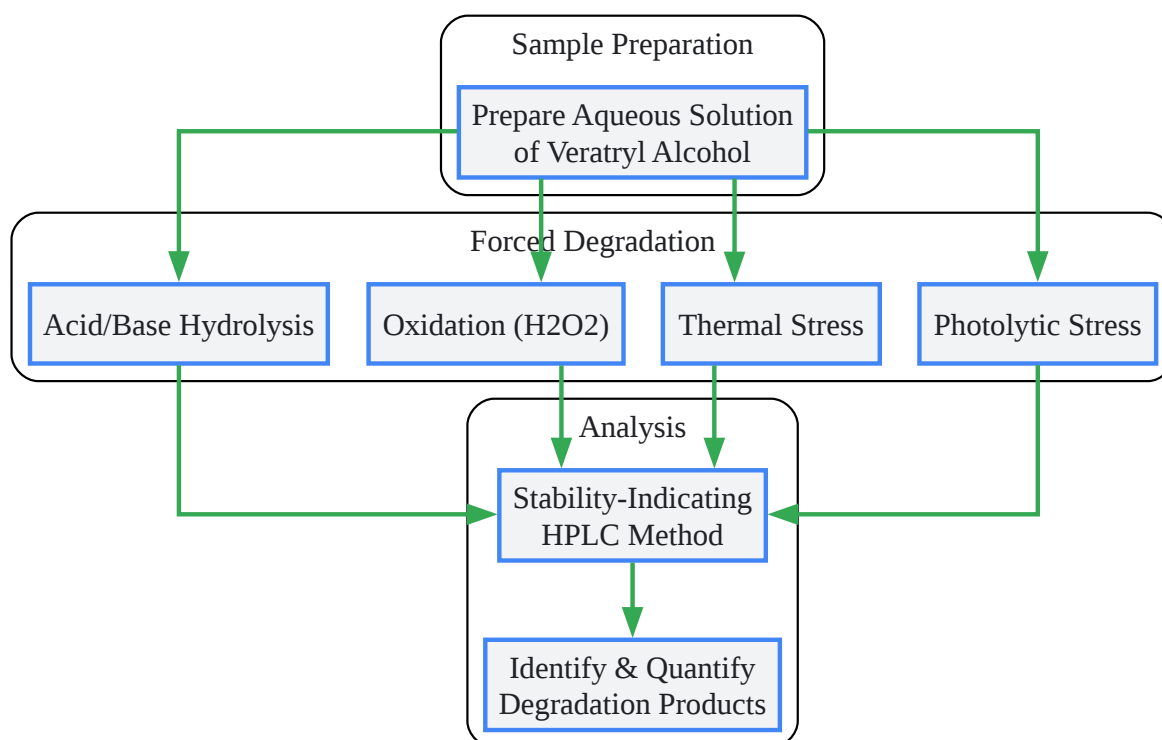 Sample Preparation
Prepare Aqueous Solution
of Veratryl Alcohol
Forced Degradation
Acid/Base Hydrolysis
Oxidation (H2O2)
Thermal Stress
Photolytic Stress
Analysis
Stability-Indicating
HPLC Method
Identify & Quantify
Degradation Products